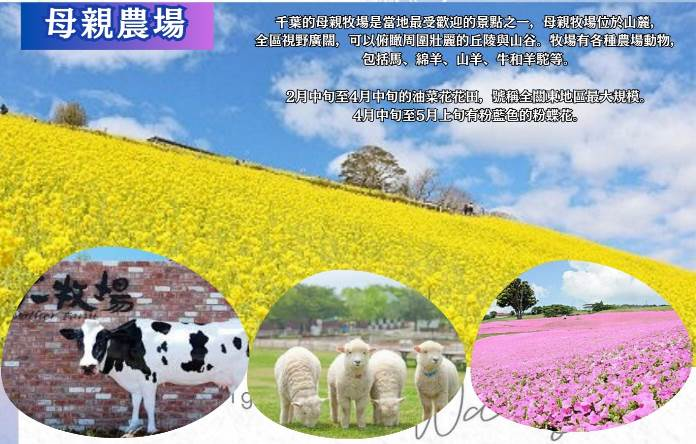 母親農場
千葉的母親牧場是當地最受歡迎的景點之一，母親牧場位於山麓，
全區視野廣闊，可以俯瞰周圍壯麗的丘陵與山谷。牧場有各種農場動物，
包括馬、綿羊、山羊、牛和羊駝等。
2月中旬至4月中旬的油菜花花田，號稱全關東地區最大規模。
4月中旬至5月上旬有粉藍色的粉蝶花。
牧場
Mother Farm